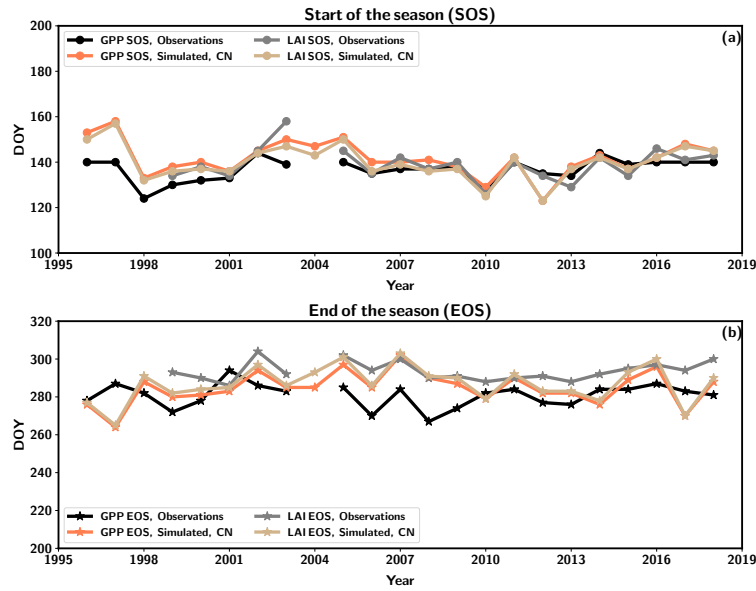 Start of the season (SOS)
(a)
GPP SOS, Observations
GPP SOS, Simulated, CN
LAI SOS, Observations
LAI SOS, Simulated, CN
200
180
160
140
120
100
DOY
1995 1998 2001 2004 2007 2010 2013 2016 2019
Year
End of the season (EOS)
(b)
320
300
280
260
240
220
200
DOY
GPP EOS, Observations
GPP EOS, Simulated, CN
LAI EOS, Observations
LAI EOS, Simulated, CN
1995 1998 2001 2004 2007 2010 2013 2016 2019
Year